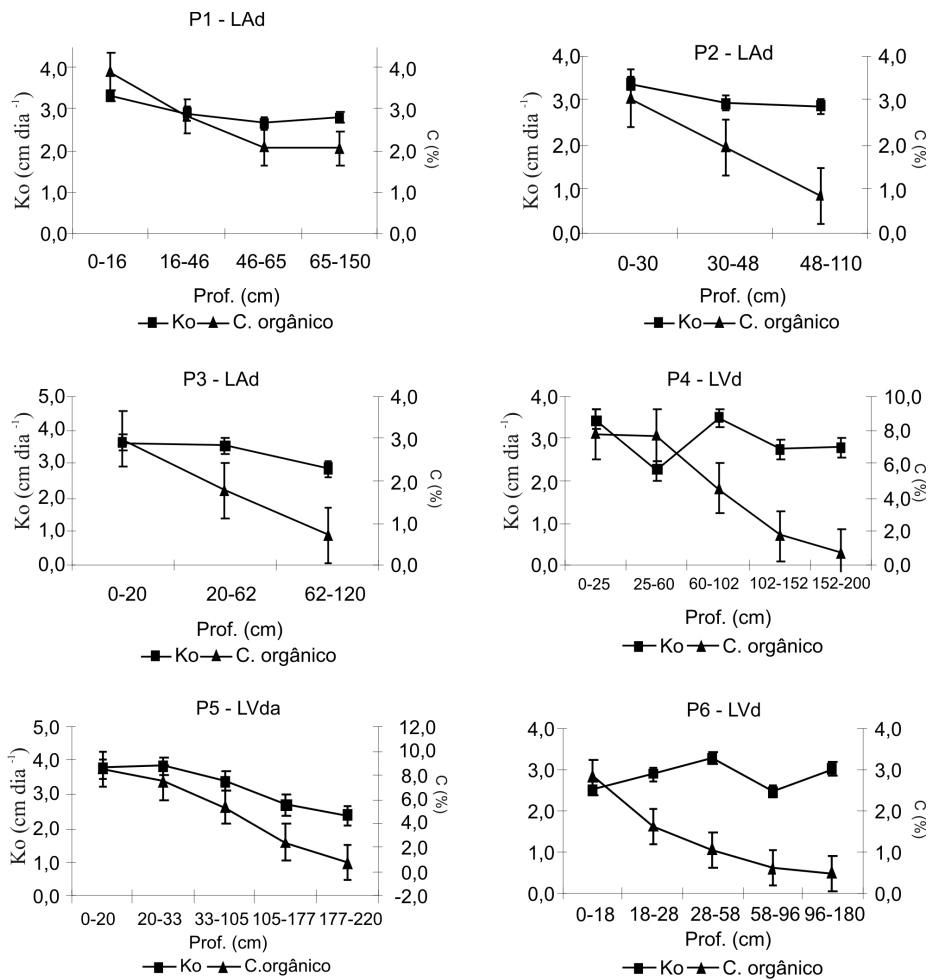 P1 - LAd
4,0
3,0
2,0
1,0
0,0
Ko (cm dia -1)
4,0
3,0
2,0
1,0
0,0
C (%)
0-16 16-46 46-65 65-150
Prof. (cm)
Ko C. orgânico
P2 - LAd
4,0
3,0
2,0
1,0
0,0
Ko (cm dia -1)
4,0
3,0
2,0
1,0
0,0
C (%)
0-30 30-48 48-110
Prof. (cm)
Ko C. orgânico
P3 - LAd
5,0
4,0
3,0
2,0
1,0
0,0
Ko (cm dia -1)
4,0
3,0
2,0
1,0
0,0
C (%)
0-20 20-62 62-120
Prof. (cm)
Ko C. orgânico
P4 - LVd
4,0
3,0
2,0
1,0
0,0
Ko (cm dia -1)
10,0
8,0
6,0
4,0
2,0
0,0
C (%)
0-25 25-60 60-102 102-152 152-200
Prof. (cm)
Ko C. orgânico
P5 - LVda
5,0
4,0
3,0
2,0
1,0
0,0
Ko (cm dia -1)
12,0
10,0
0,0
8,0
6,0
4,0
2,0
0,0
-2,0
C (%)
0-20 20-33 33-105 105-177 177-220
Prof. (cm)
Ko C.orgânico
P6 - LVd
4,0
3,0
2,0
1,0
0,0
Ko (cm dia -1)
4,0
3,0
2,0
1,0
0,0
C (%)
0-18 18-28 28-58 58-96 96-180
Prof. (cm)
Ko C. orgânico